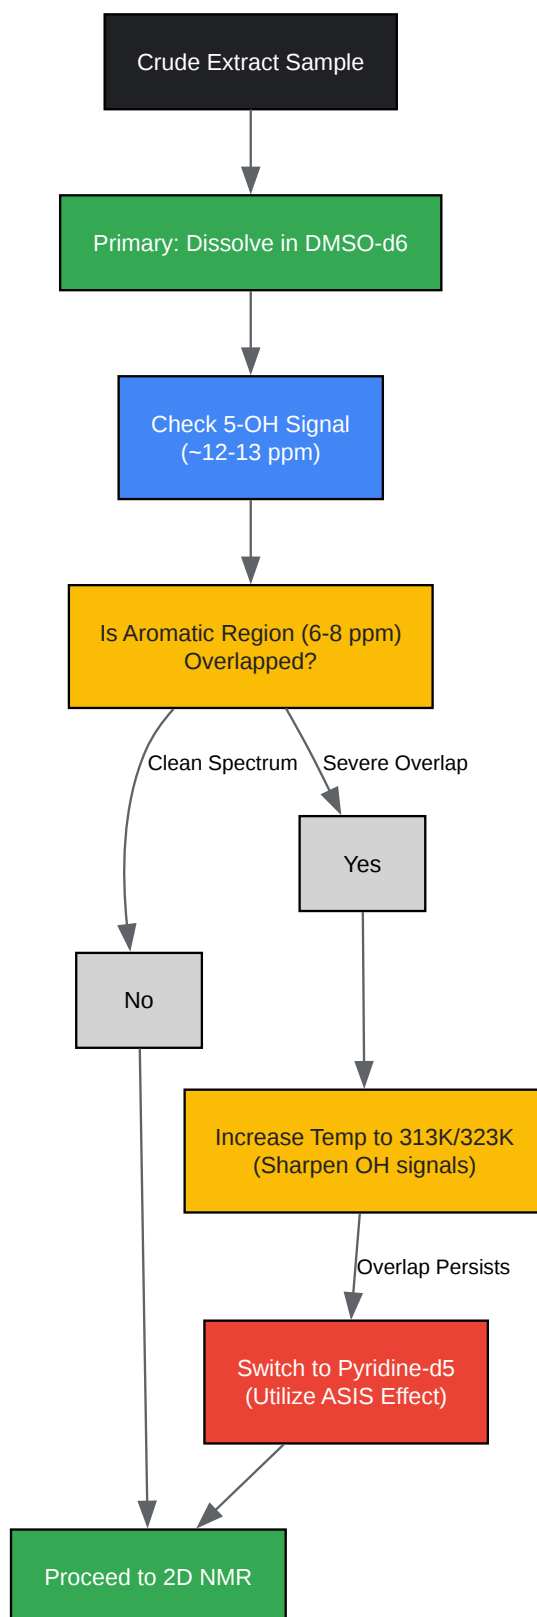 Crude Extract Sample
Primary: Dissolve in DMSO-d6
Check 5-OH Signal
(~12-13 ppm)
Is Aromatic Region (6-8 ppm)
Overlapped?
Clean Spectrum
Severe Overlap
Yes
No
Increase Temp to 313K/323K
(Sharpen OH signals)
Overlap Persists
Switch to Pyridine-d5
(Utilize ASIS Effect)
Proceed to 2D NMR